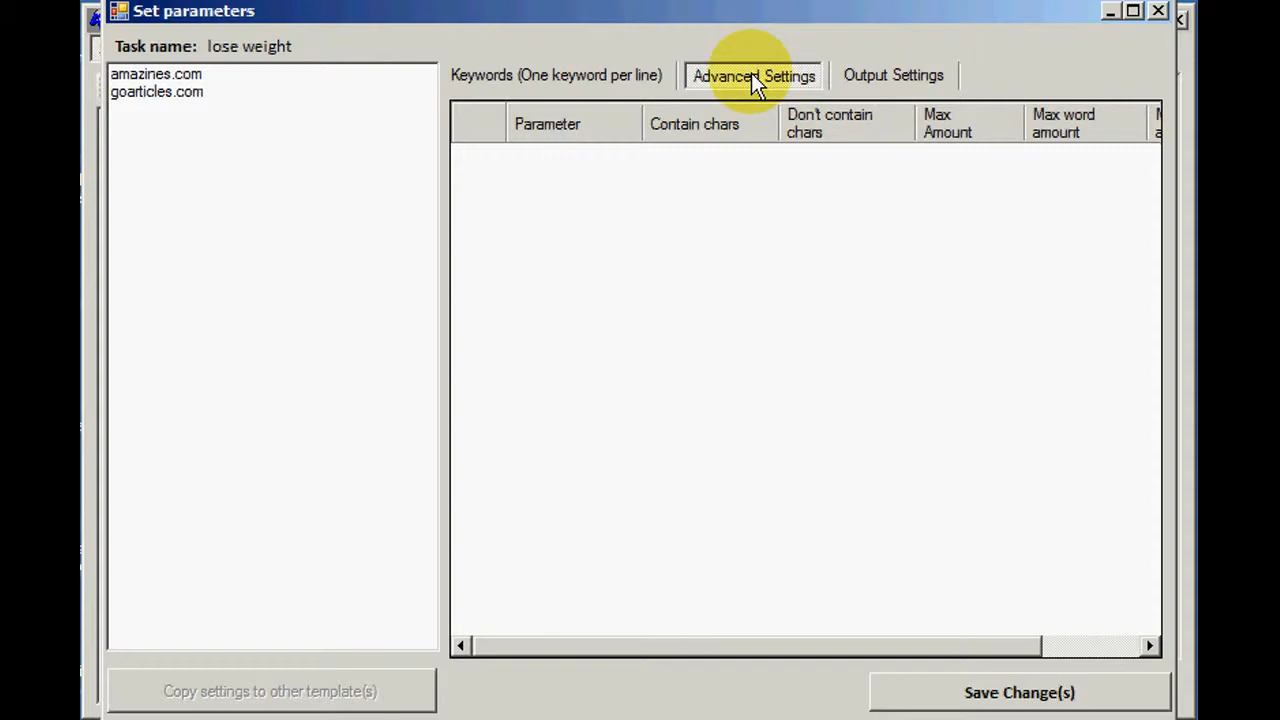 Set parameters
Task name: lose weight
amazines.com
goarticles.com
Keywords (One keyword per line)
Advanced Settings
Output Settings
Parameter
Contain chars
Don't contain
chars
Max
Amount
Max word
amount
Copy settings to other template(s)
Save Change(s)